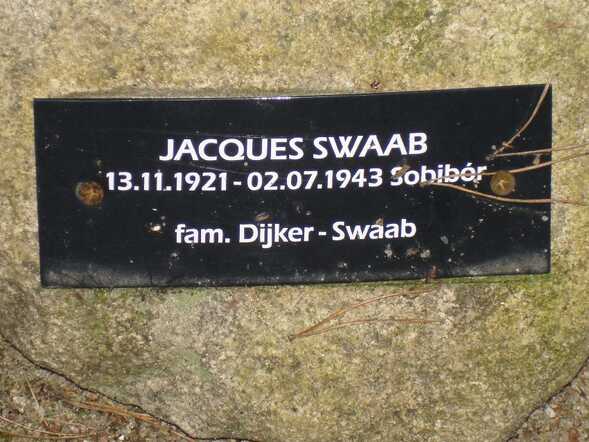 JACQUES SWAAB
13.11.1921 - 02.07.1943 Sobibór
fam. Dijker - Swaab